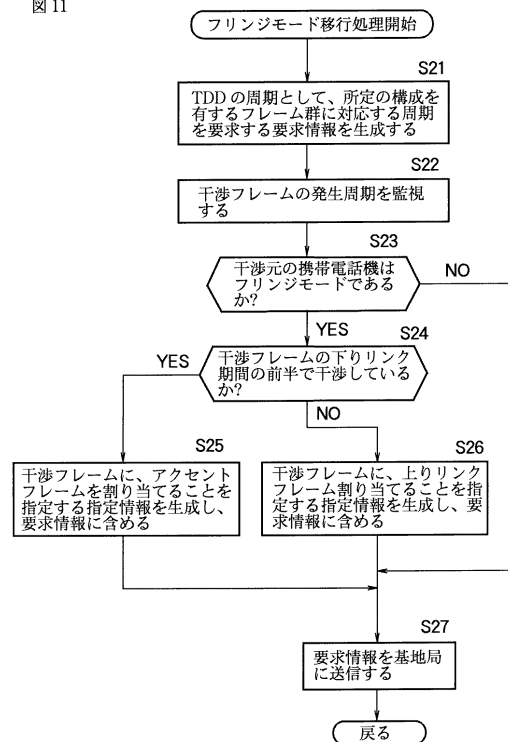 図 11
フリンジモード移行処理開始
S21
TDD の周期として、所定の構成を
有するフレーム群に対応する周期
を要求する要求情報を生成する
S22
干渉フレームの発生周期を監視
する
S23
干渉元の携帯電話機は
フリンジモードである
か?
NO
YES
S24
干渉フレームの下りリンク
期間の前半で干渉している
か?
YES
NO
S25
干渉フレームに、アクセント
フレームを割り当てることを
指定する指定情報を生成し、
要求情報に含める
S26
干渉フレームに、上りリンク
フレーム割り当てることを指
定する指定情報を生成し、要
求情報に含める
S27
要求情報を基地局
に送信する
戻る